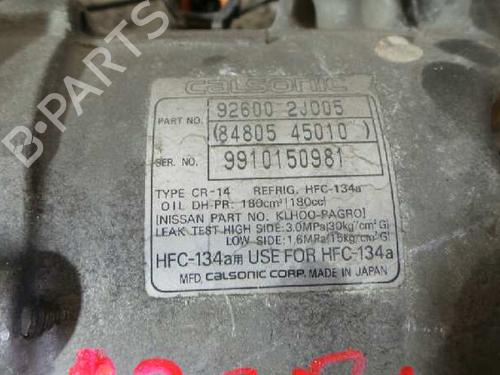 CALSONIC
PART NO. 92600 2J005
(84805 45010)
SER NO. 9910150981
TYPE CR-14 REFRIG. HFC-134a
OIL DH-PR: 180cm³ (180cc)
(NISSAN PART NO. KLHOO-PAGRO)
LEAK TEST HIGH SIDE: 3.0MPa(30kg/cm²G)
LOW SIDE: 1.6MPa(16kg/cm²G)
HFC-134a用 USE FOR HFC-134a
MFD. CALSONIC CORP. MADE IN JAPAN
B-Parts